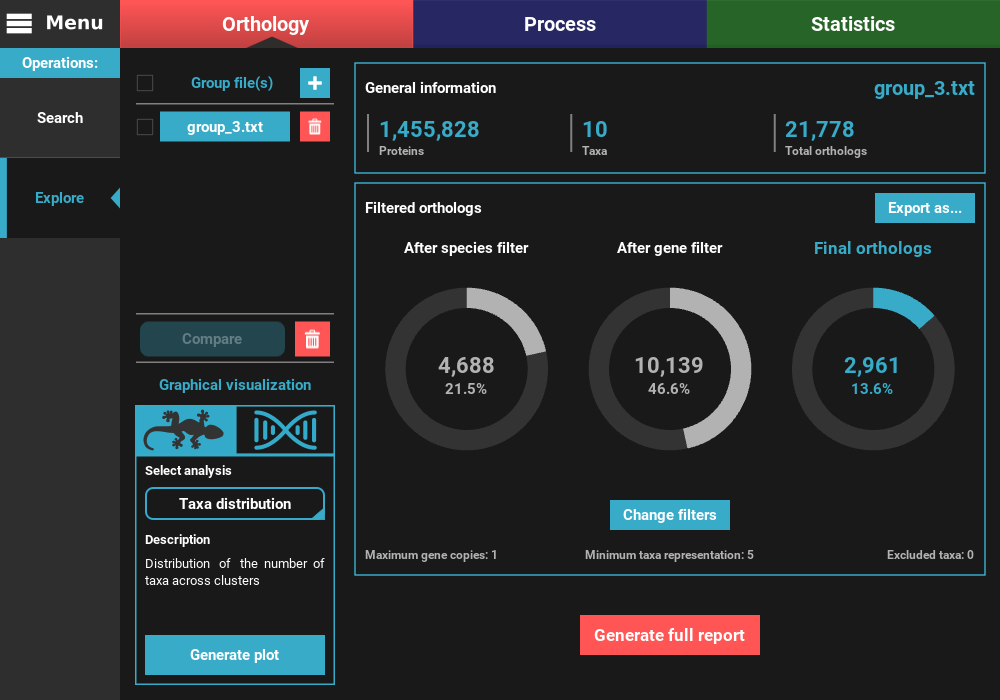 Menu
Orthology
Process
Statistics
Operations:
Search
Explore
Group file(s)
group_3.txt
Compare
Graphical visualization
Select analysis
Taxa distribution
Description
Distribution of the number of
taxa across clusters
Generate plot
General information
group_3.txt
1,455,828
Proteins
10
Taxa
21,778
Total orthologs
Filtered orthologs
Export as...
After species filter
4,688
21.5%
After gene filter
10,139
46.6%
Final orthologs
2,961
13.6%
Change filters
Maximum gene copies: 1
Minimum taxa representation: 5
Excluded taxa: 0
Generate full report